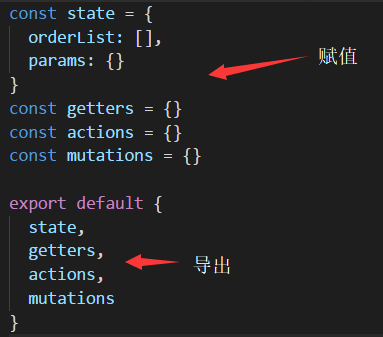 const state = {
  orderList: [],
  params: {}
}
赋值
const getters = {}
const actions = {}
const mutations = {}
export default {
  state,
  getters,
  actions,
导出
  mutations
}